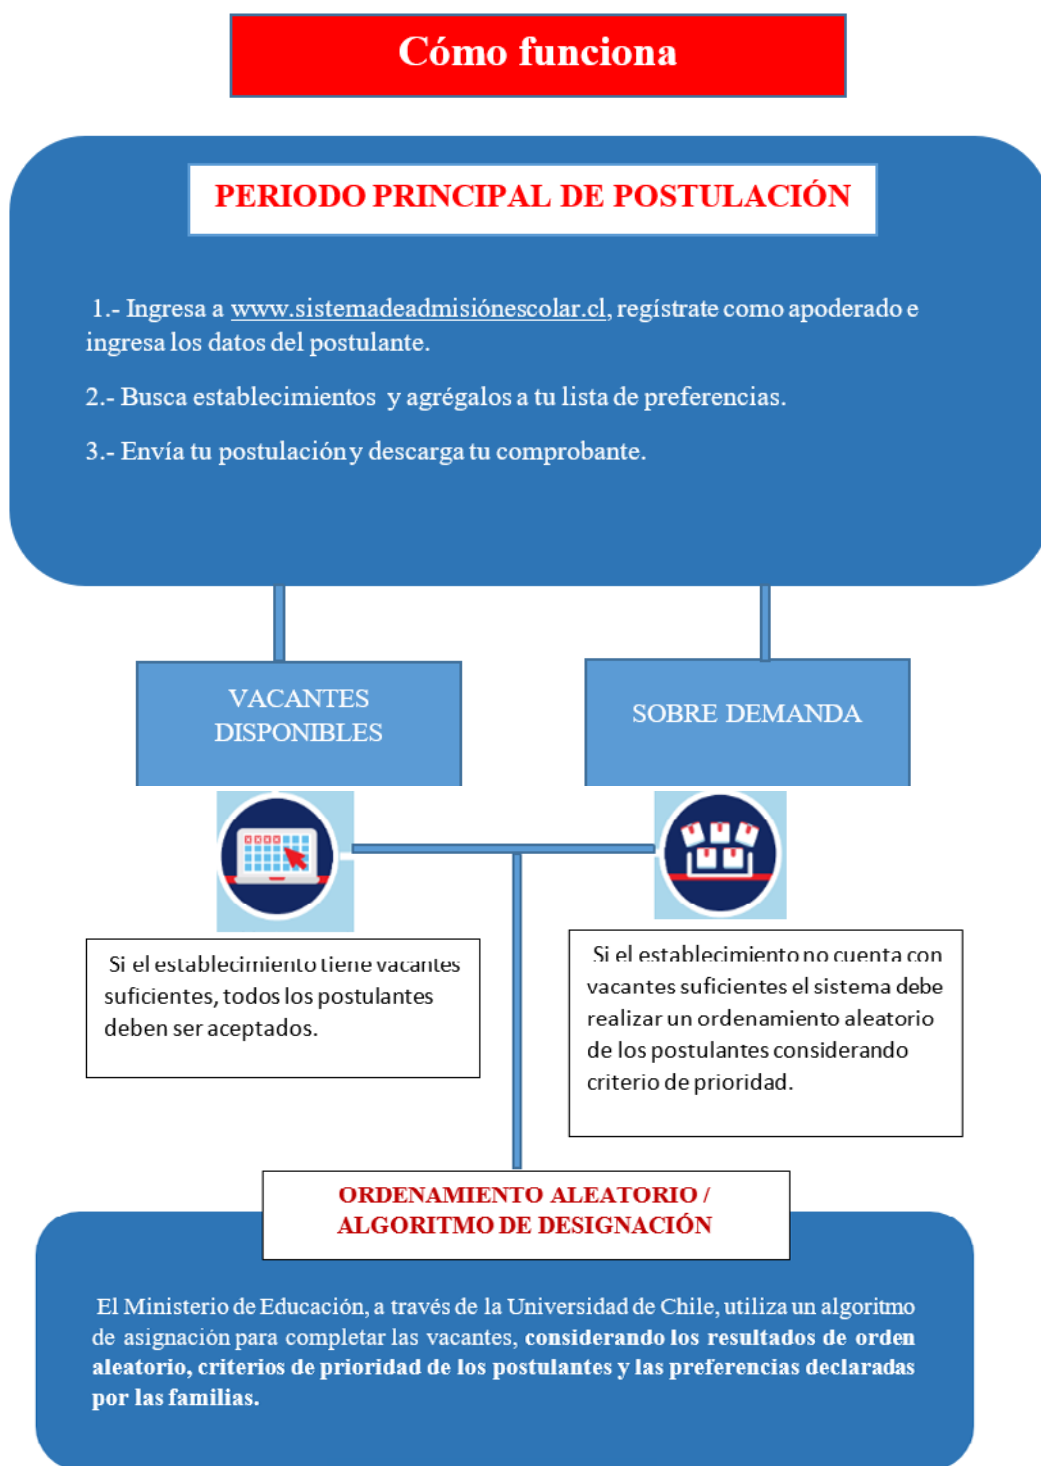 Cómo funciona
PERIODO PRINCIPAL DE POSTULACIÓN
1.- Ingresa a www.sistemadeadmisiónescolar.cl, regístrate como apoderado e
ingresa los datos del postulante.
2.- Busca establecimientos y agrégalos a tu lista de preferencias.
3.- Envía tu postulación y descarga tu comprobante.
VACANTES
DISPONIBLES
SOBRE DEMANDA
Si el establecimiento tiene vacantes
suficientes, todos los postulantes
deben ser aceptados.
Si el establecimiento no cuenta con
vacantes suficientes el sistema debe
realizar un ordenamiento aleatorio
de los postulantes considerando
criterio de prioridad.
ORDENAMIENTO ALEATORIO /
ALGORITMO DE DESIGNACIÓN
El Ministerio de Educación, a través de la Universidad de Chile, utiliza un algoritmo
de asignación para completar las vacantes, considerando los resultados de orden
aleatorio, criterios de prioridad de los postulantes y las preferencias declaradas
por las familias.